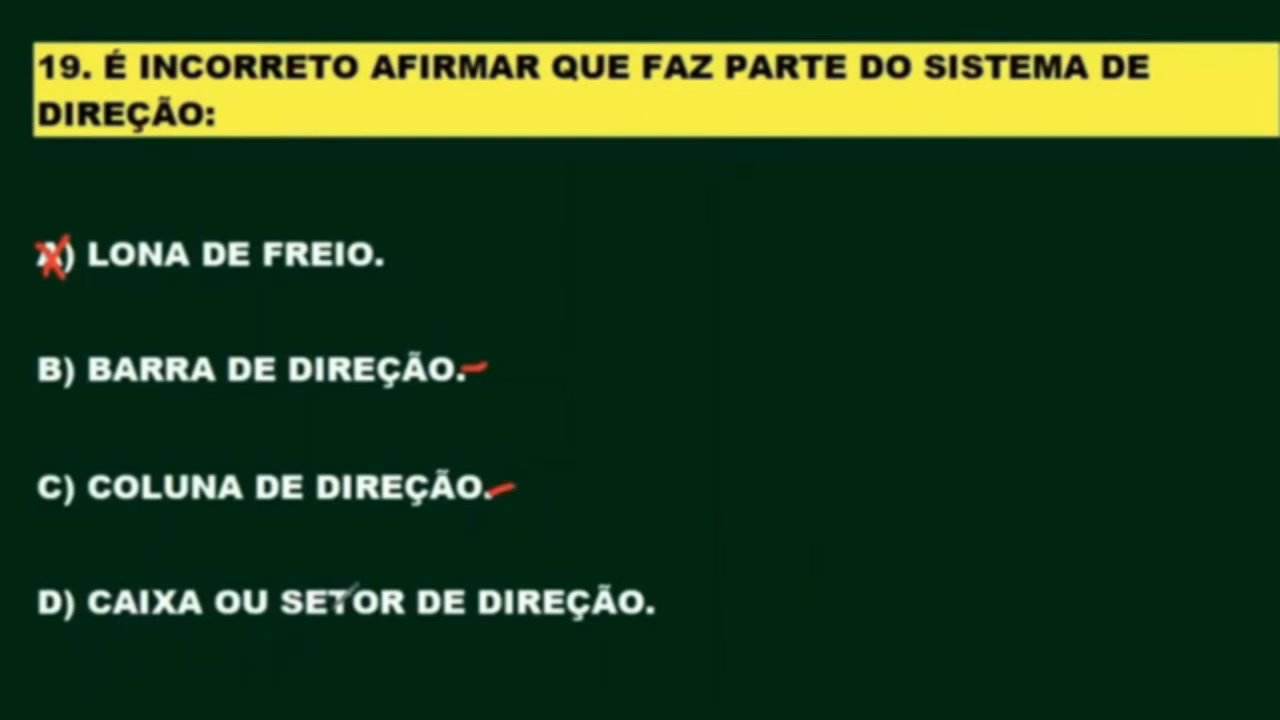 19. É INCORRETO AFIRMAR QUE FAZ PARTE DO SISTEMA DE
DIREÇÃO:
A) LONA DE FREIO.
B) BARRA DE DIREÇÃO.
C) COLUNA DE DIREÇÃO.
D) CAIXA OU SETOR DE DIREÇÃO.